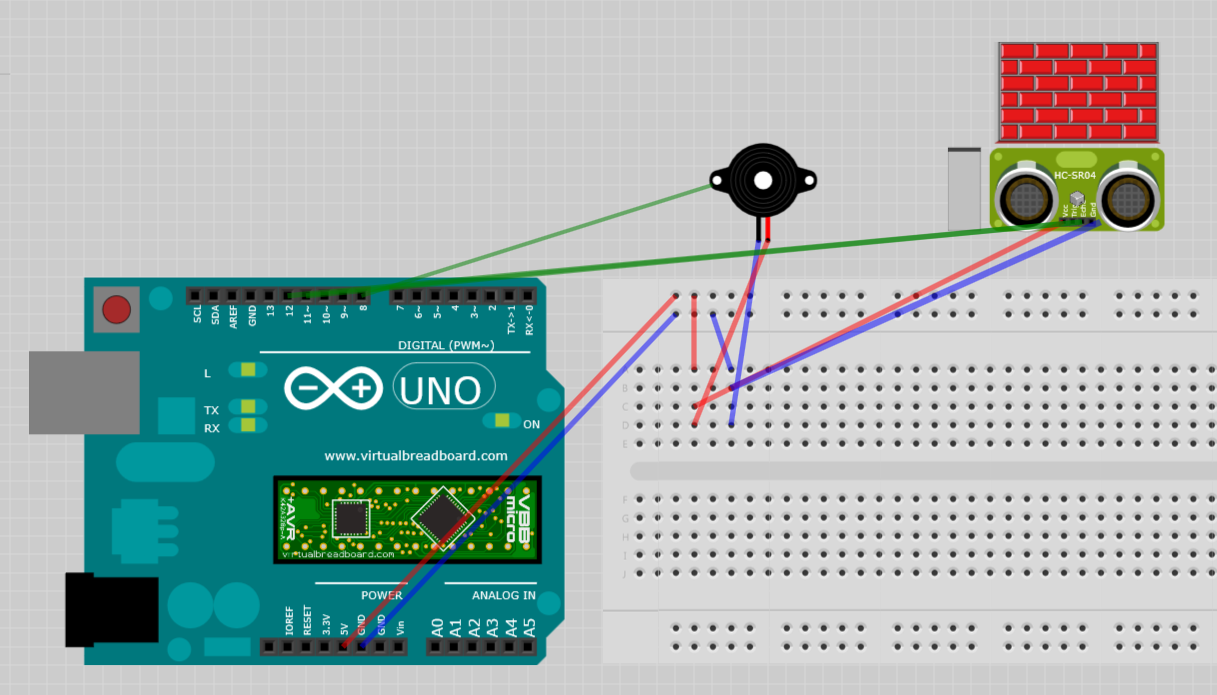 HC-SR04
Vcc
Trig
Echo
Gnd
SCL
SDA
AREF
GND
13
12
11~
10~
9~
8
7
6~
5~
4
3~
2
TX->1
RX<-0
DIGITAL (PWM~)
L
TX
RX
UNO
ON
www.virtualbreadboard.com
AVR
VBB
micro
virtualbreadboard.com
POWER
ANALOG IN
IOREF
RESET
3.3V
5V
GND
GND
Vin
A0
A1
A2
A3
A4
A5
B
C
D
E
F
G
H
I
J